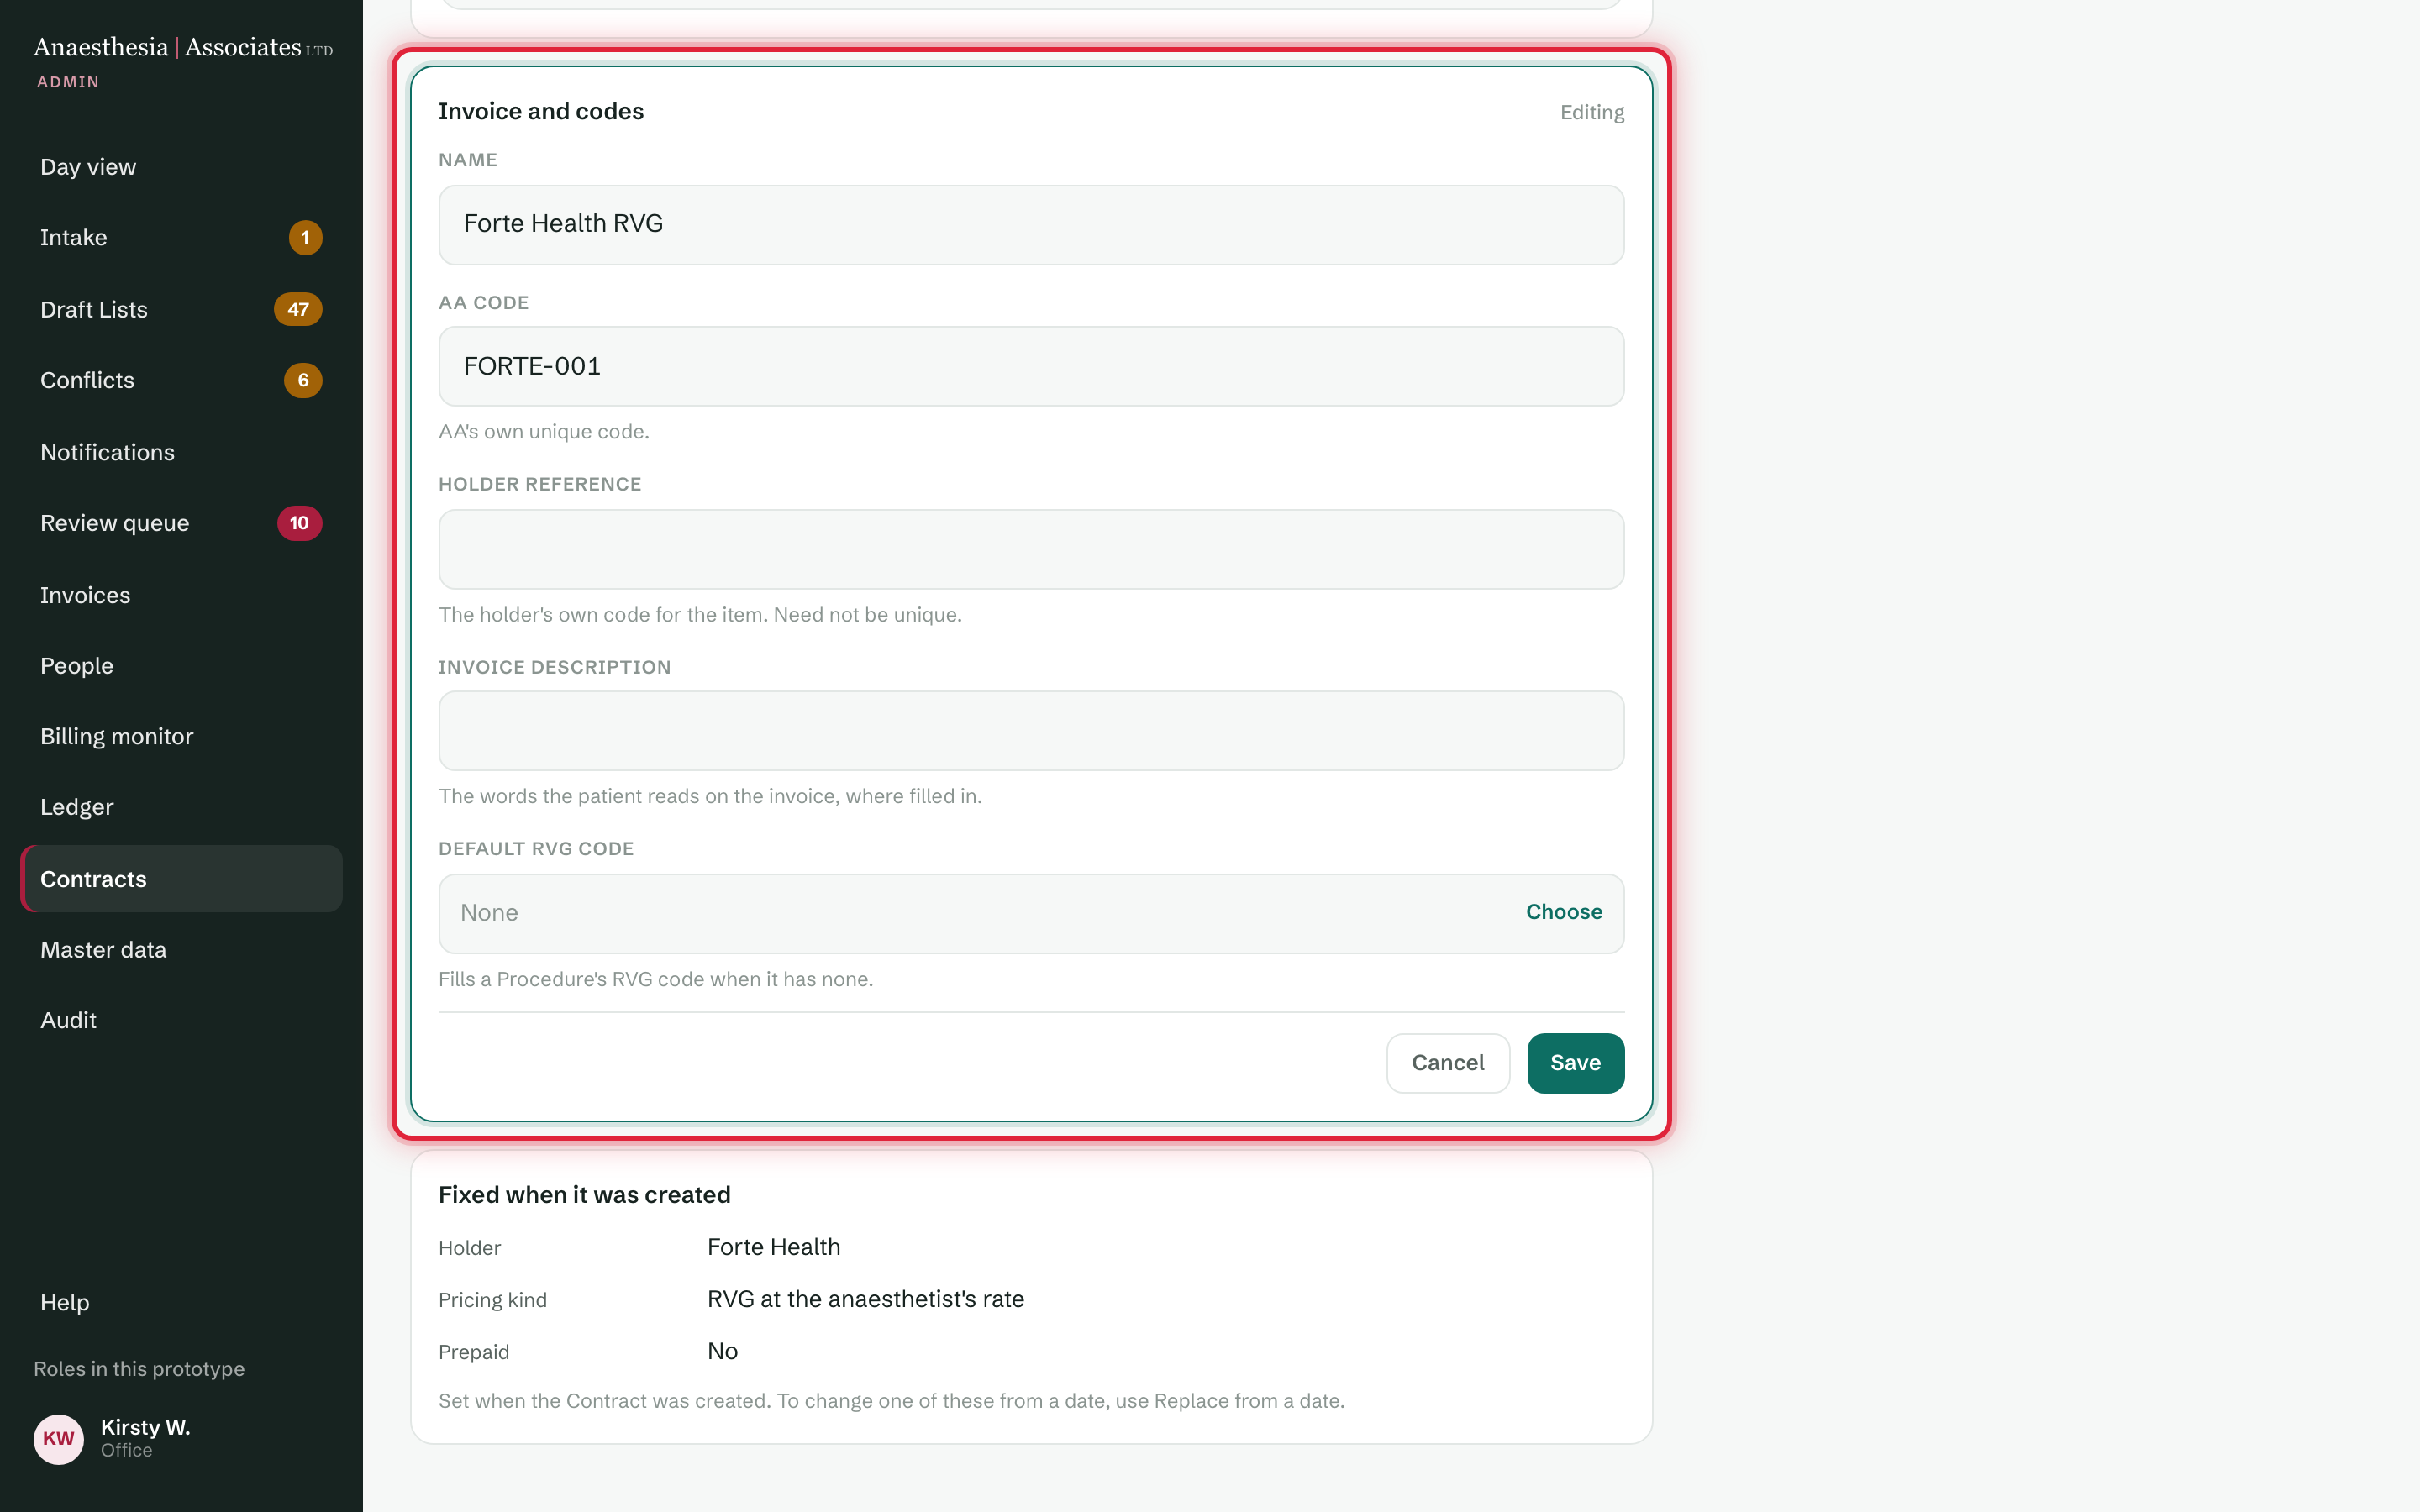 Anaesthesia | Associates LTD
ADMIN
Day view
Intake 1
Draft Lists 47
Conflicts 6
Notifications
Review queue 10
Invoices
People
Billing monitor
Ledger
Contracts
Master data
Audit
Help
Roles in this prototype
KW
Kirsty W.
Office
Invoice and codes Editing
NAME
Forte Health RVG
AA CODE
FORTE-001
AA's own unique code.
HOLDER REFERENCE
The holder's own code for the item. Need not be unique.
INVOICE DESCRIPTION
The words the patient reads on the invoice, where filled in.
DEFAULT RVG CODE
None Choose
Fills a Procedure's RVG code when it has none.
Cancel Save
Fixed when it was created
Holder Forte Health
Pricing kind RVG at the anaesthetist's rate
Prepaid No
Set when the Contract was created. To change one of these from a date, use Replace from a date.